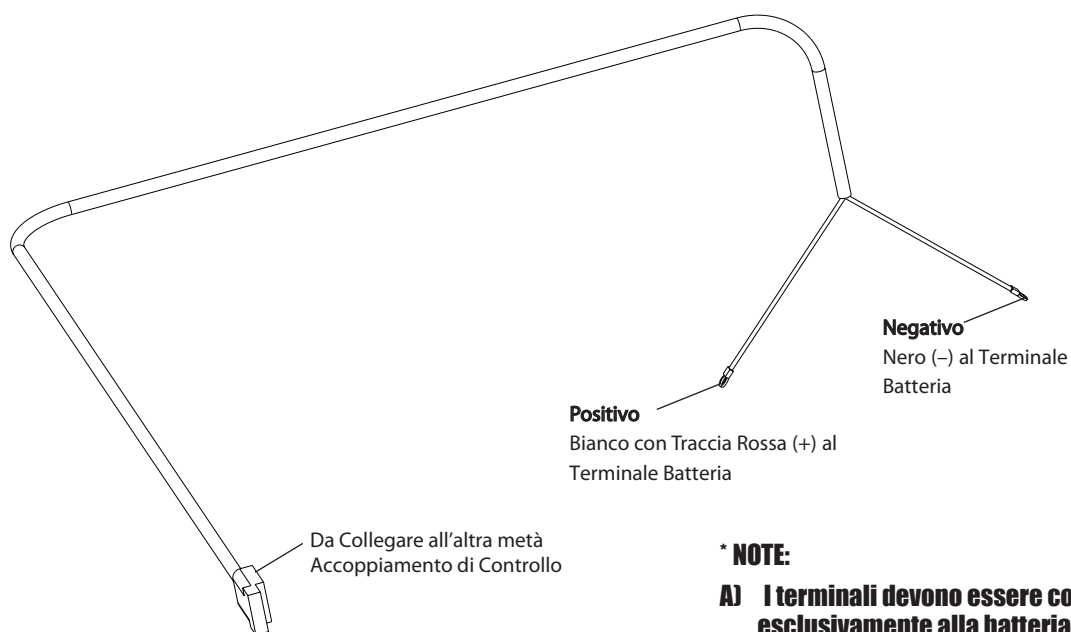 Negativo
Nero (–) al Terminale
Batteria
Positivo
Bianco con Traccia Rossa (+) al
Terminale Batteria
Da Collegare all’altra metà
Accoppiamento di Controllo
* NOTE:
A) I terminali devono essere
esclusivamente alla batteria